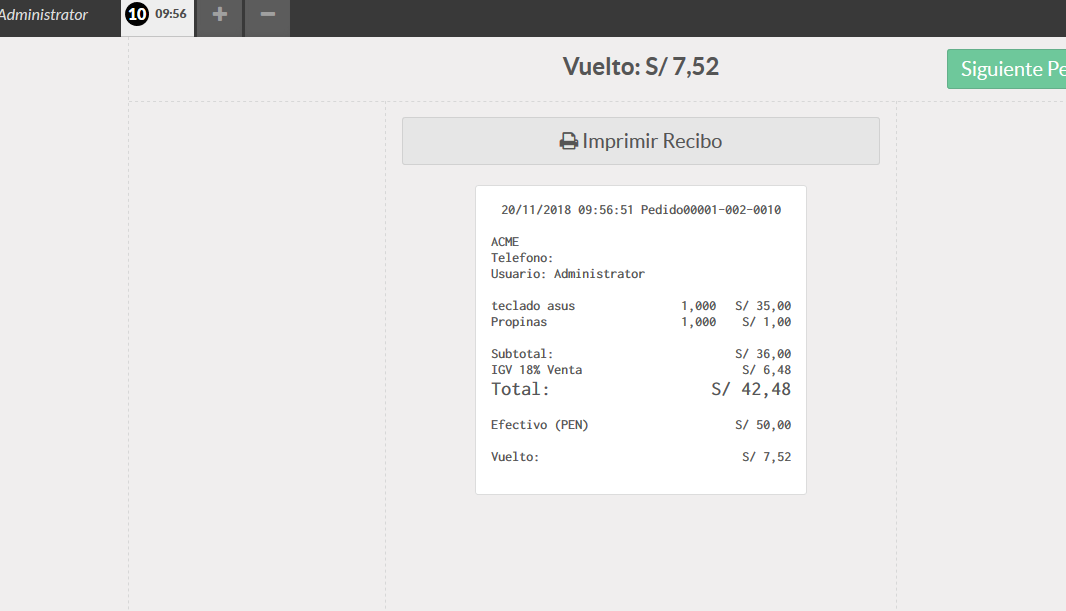 Administrator 10 09:56
Vuelto: S/ 7,52
Siguiente
Imprimir Recibo
20/11/2018 09:56:51 Pedido00001-002-0010
ACME
Telefono:
Usuario: Administrator
teclado asus 1,000 S/ 35,00
Propinas 1,000 S/ 1,00
Subtotal: S/ 36,00
IGV 18% Venta S/ 6,48
Total: S/ 42,48
Efectivo (PEN) S/ 50,00
Vuelto: S/ 7,52